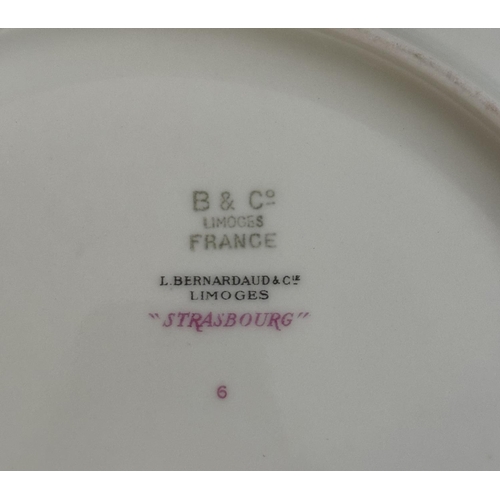 B & Cº
LIMOGES
FRANCE
L. BERNARDAUD & CIE
LIMOGES
"STRASBOURG"
6